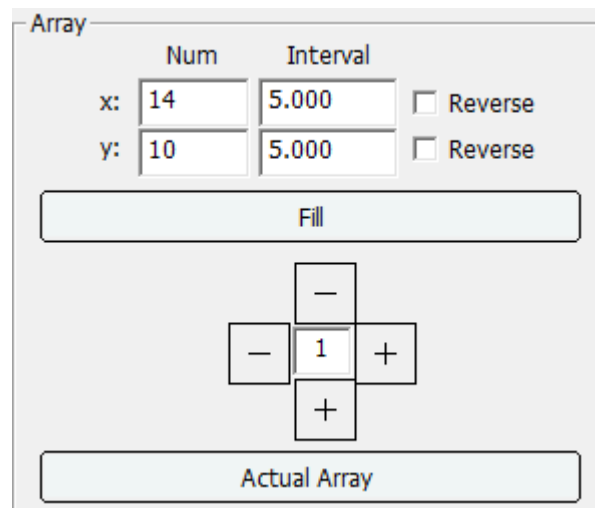 Array
Num Interval
x: 14 5.000 Reverse
y: 10 5.000 Reverse
Fill
−
− 1 +
+
Actual Array